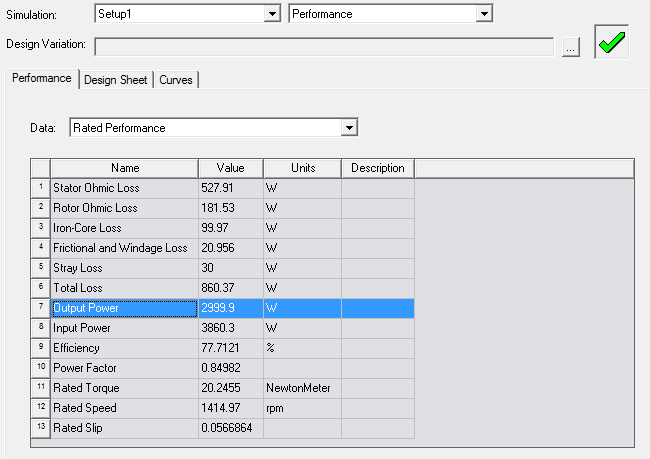 Simulation: Setup1 Performance
Design Variation: ...
Performance Design Sheet Curves
Data: Rated Performance
Name Value Units Description
1 Stator Ohmic Loss 527.91 W
2 Rotor Ohmic Loss 181.53 W
3 Iron-Core Loss 99.97 W
4 Frictional and Windage Loss 20.956 W
5 Stray Loss 30 W
6 Total Loss 860.37 W
7 Output Power 2999.9 W
8 Input Power 3860.3 W
9 Efficiency 77.7121 %
10 Power Factor 0.84982
11 Rated Torque 20.2455 NewtonMeter
12 Rated Speed 1414.97 rpm
13 Rated Slip 0.0566864